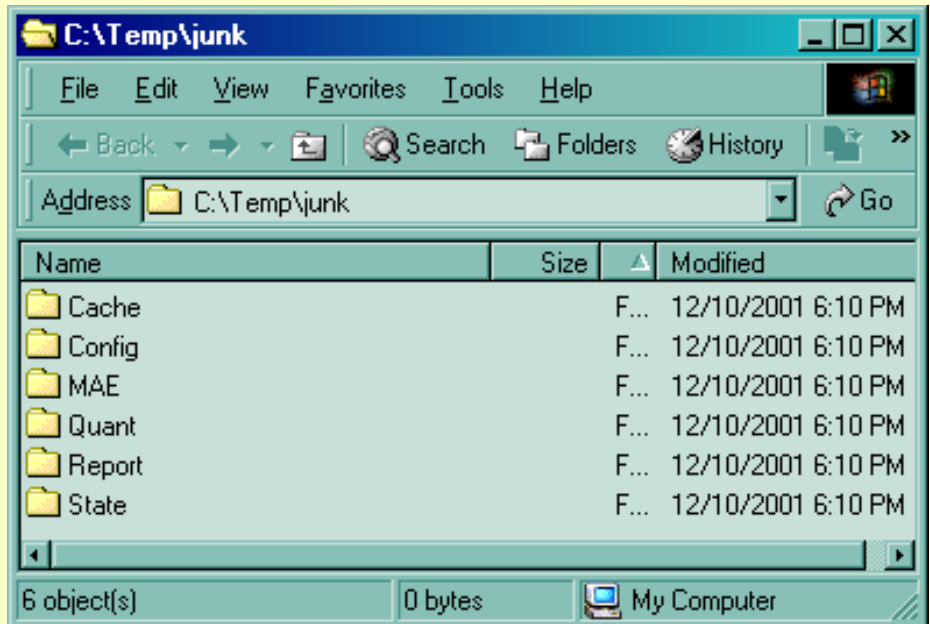 C:\Temp\junk
File Edit View Favorites Tools Help
Back Search Folders History »
Address C:\Temp\junk Go
Name Size Modified
Cache F... 12/10/2001 6:10 PM
Config F... 12/10/2001 6:10 PM
MAE F... 12/10/2001 6:10 PM
Quant F... 12/10/2001 6:10 PM
Report F... 12/10/2001 6:10 PM
State F... 12/10/2001 6:10 PM
6 object(s) 0 bytes My Computer